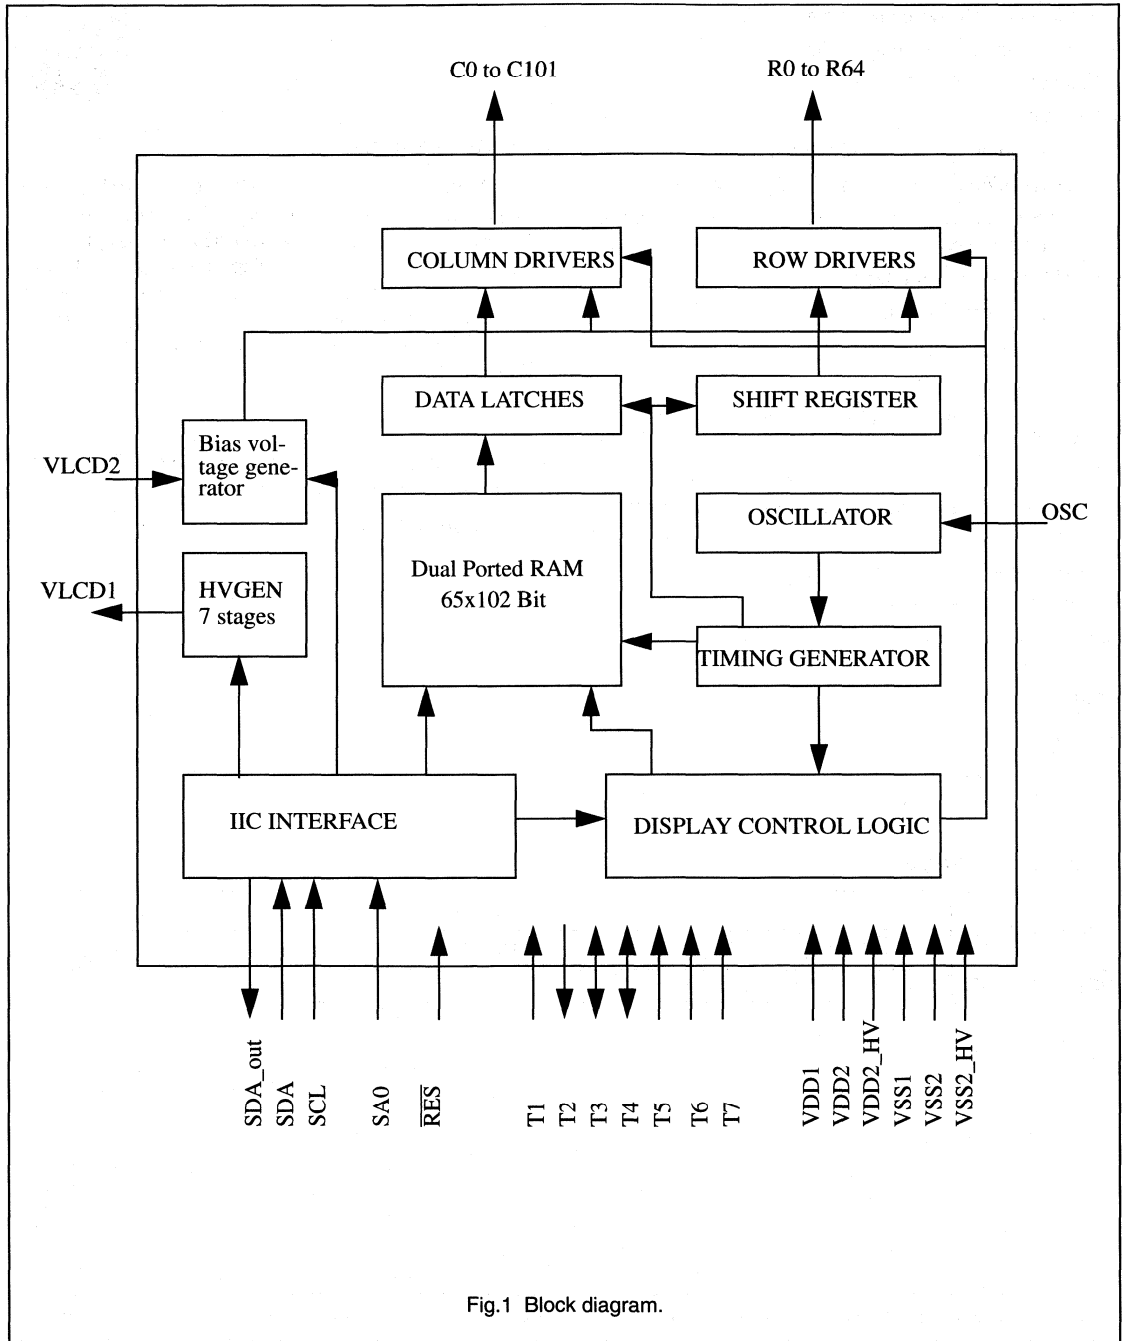 C0 to C101
R0 to R64
COLUMN DRIVERS
ROW DRIVERS
DATA LATCHES
SHIFT REGISTER
VLCD2
Bias vol-
tage gene-
rator
OSCILLATOR
OSC
Dual Ported RAM
65x102 Bit
VLCD1
HVGEN
7 stages
TIMING GENERATOR
IIC INTERFACE
DISPLAY CONTROL LOGIC
SDA_out
SDA
SCL
SA0
RES
T1
T2
T3
T4
T5
T6
T7
VDD1
VDD2
VDD2_HV
VSS1
VSS2
VSS2_HV
Fig.1 Block diagram.